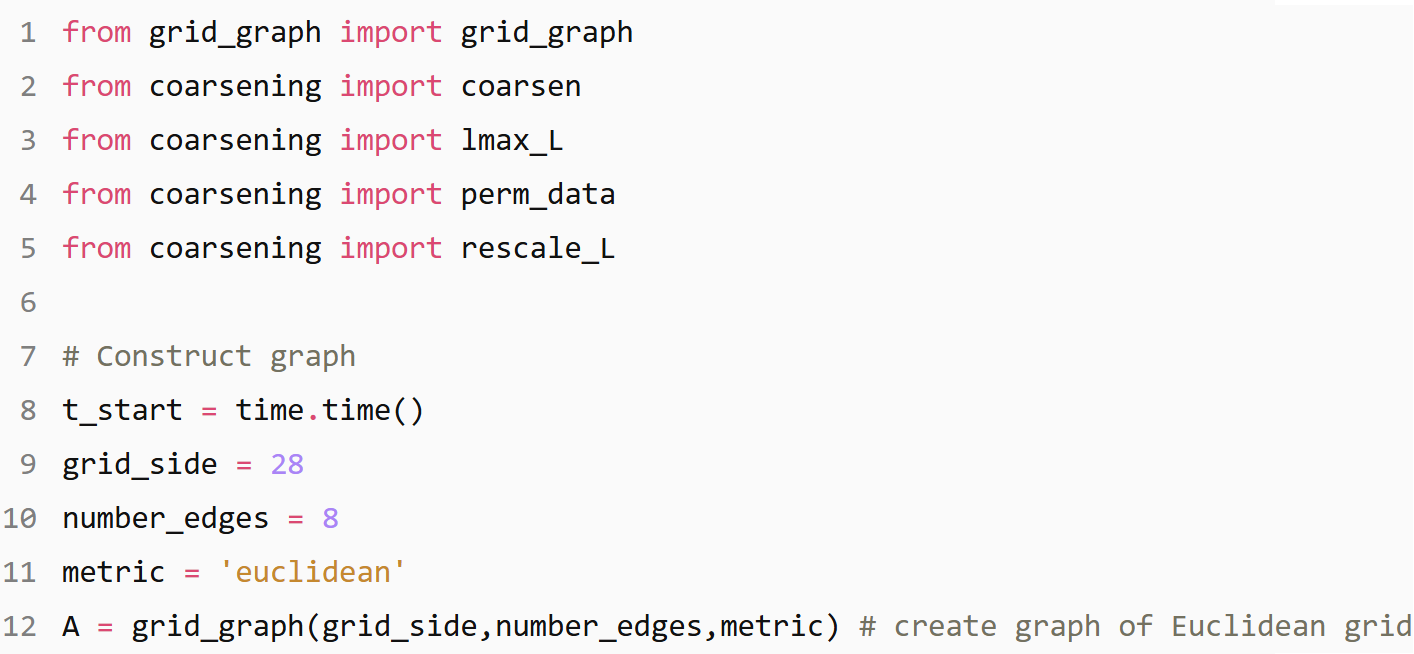 1 from grid_graph import grid_graph
2 from coarsening import coarsen
3 from coarsening import lmax_L
4 from coarsening import perm_data
5 from coarsening import rescale_L
6
7 # Construct graph
8 t_start = time.time()
9 grid_side = 28
10 number_edges = 8
11 metric = 'euclidean'
12 A = grid_graph(grid_side,number_edges,metric) # create graph of Euclidean grid